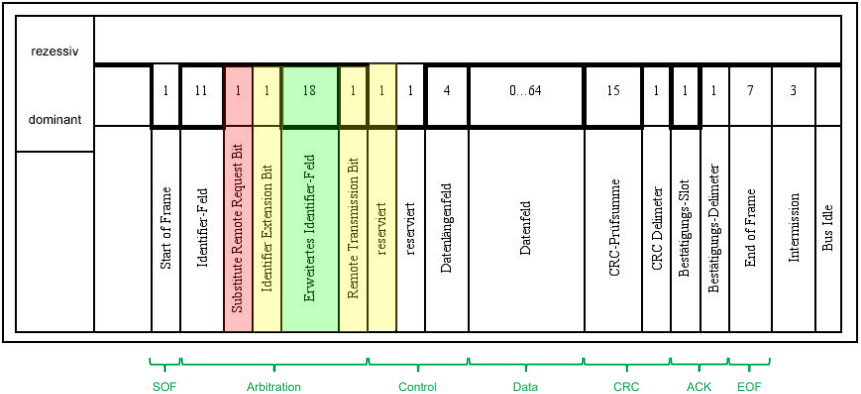 rezessiv
dominant
1 11 1 1 18 1 1 1 4 0...64 15 1 1 1 7 3
Start of Frame
Identifier-Feld
Substitute Remote Request Bit
Identifier Extension Bit
Erweitertes Identifier-Feld
Remote Transmission Bit
reserviert
reserviert
Datenlängenfeld
Datenfeld
CRC-Prüfsumme
CRC Delimeter
Bestätigungs-Slot
Bestätigungs-Delimeter
End of Frame
Intermission
Bus Idle
SOF Arbitration Control Data CRC ACK EOF